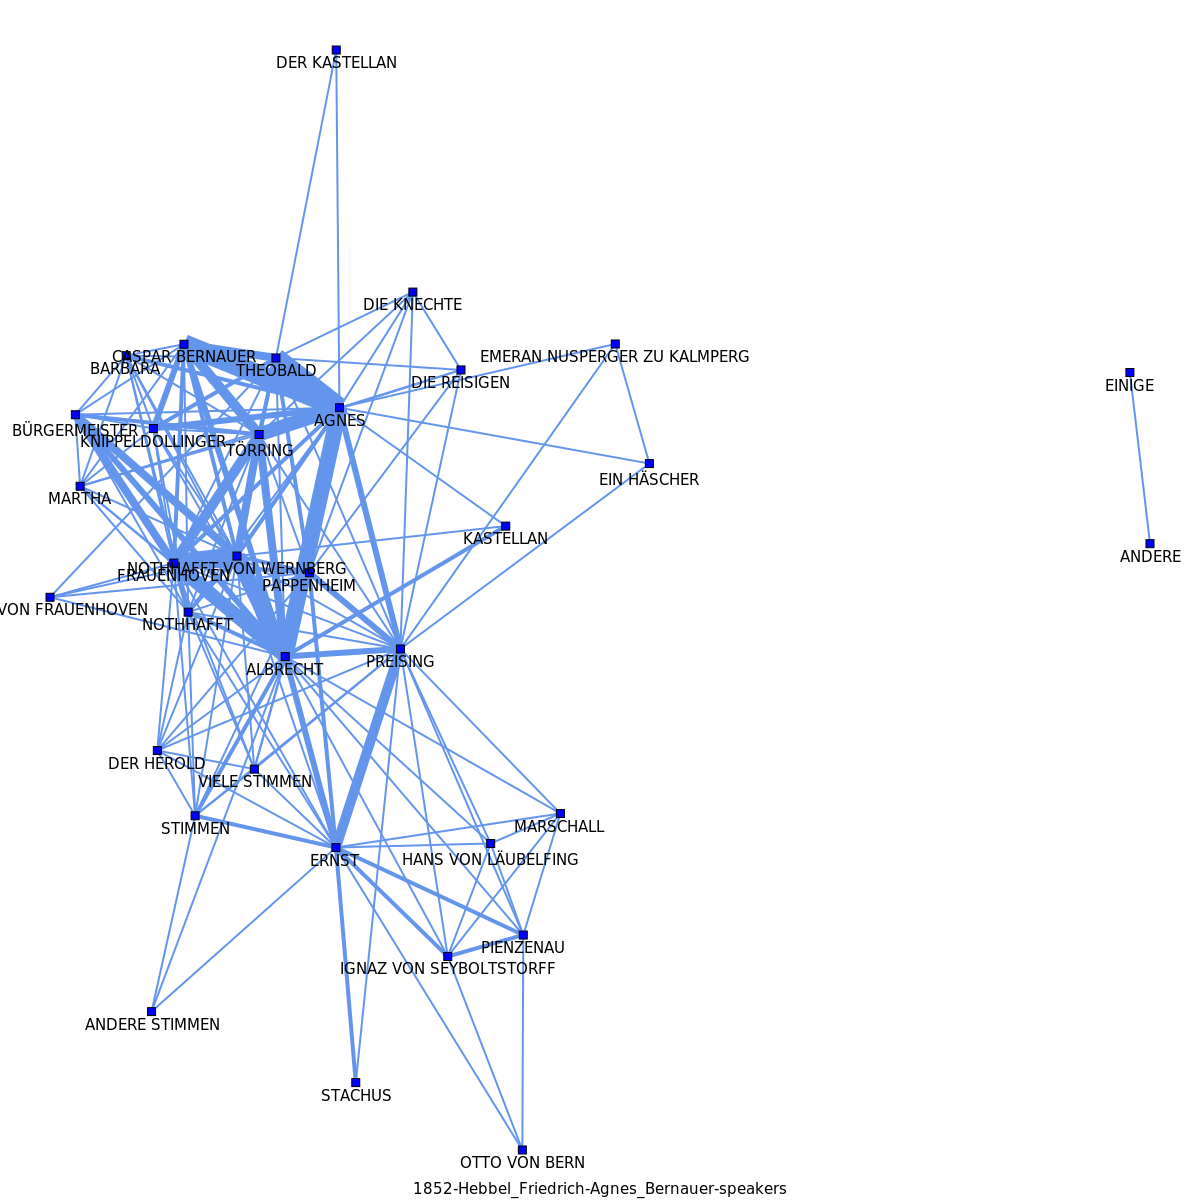 DER KASTELLAN
DIE KNECHTE
CASPAR BERNAUER
EMERAN NUSPERGER ZU KALMPERG
BARBARA
THEOBALD
DIE REISIGEN
EINIGE
AGNES
BÜRGERMEISTER
KNIPPELDOLLINGER
TÖRRING
EIN HÄSCHER
MARTHA
KASTELLAN
ANDERE
NOTHHAFFT VON WERNBERG
FRAUENHOVEN
PAPPENHEIM
VON FRAUENHOVEN
NOTHHAFFT
ALBRECHT
PREISING
DER HEROLD
VIELE STIMMEN
STIMMEN
MARSCHALL
ERNST
HANS VON LÄUBELFING
PIENZENAU
IGNAZ VON SEYBOLTSTORFF
ANDERE STIMMEN
STACHUS
OTTO VON BERN
1852-Hebbel_Friedrich-Agnes_Bernauer-speakers